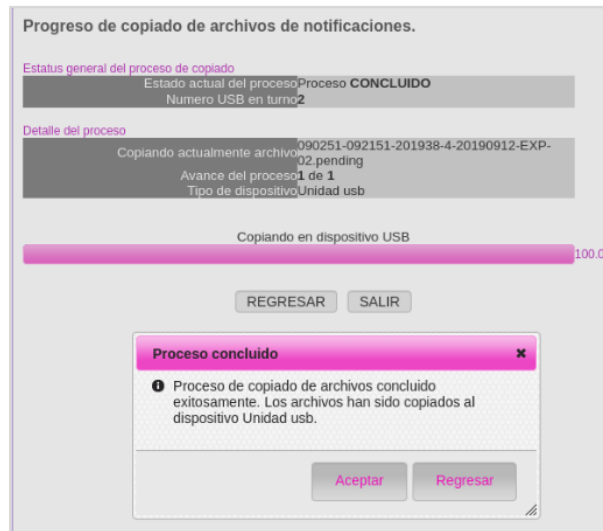 Progreso de copiado de archivos de notificaciones.
Estatus general del proceso de copiado
Estado actual del proceso Proceso CONCLUIDO
Numero USB en turno 2
Detalle del proceso
Copiando actualmente archivo 090251-092151-201938-4-20190912-EXP-
02.pending
Avance del proceso 1 de 1
Tipo de dispositivo Unidad usb
Copiando en dispositivo USB
100.0
REGRESAR SALIR
Proceso concluido
Proceso de copiado de archivos concluido
exitosamente. Los archivos han sido copiados al
dispositivo Unidad usb.
Aceptar Regresar